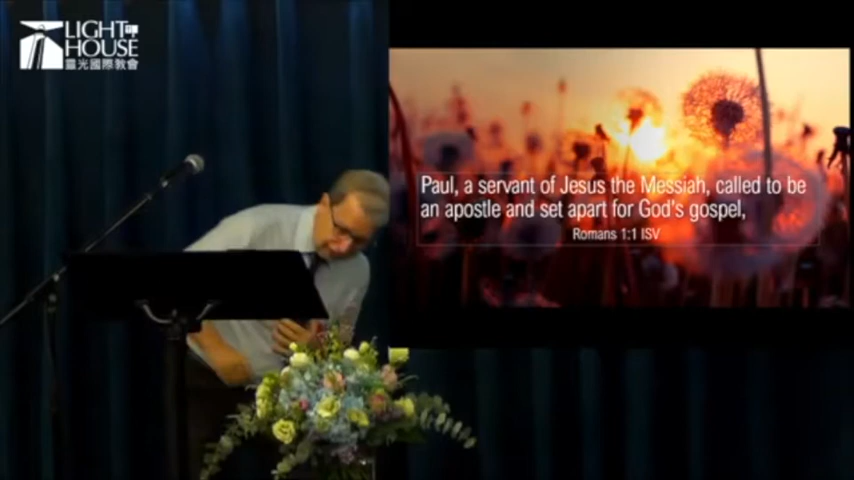 LIGHT
HOUSE
靈光國際教會
Paul, a servant of Jesus the Messiah, called to be
an apostle and set apart for God's gospel,
Romans 1:1 ISV